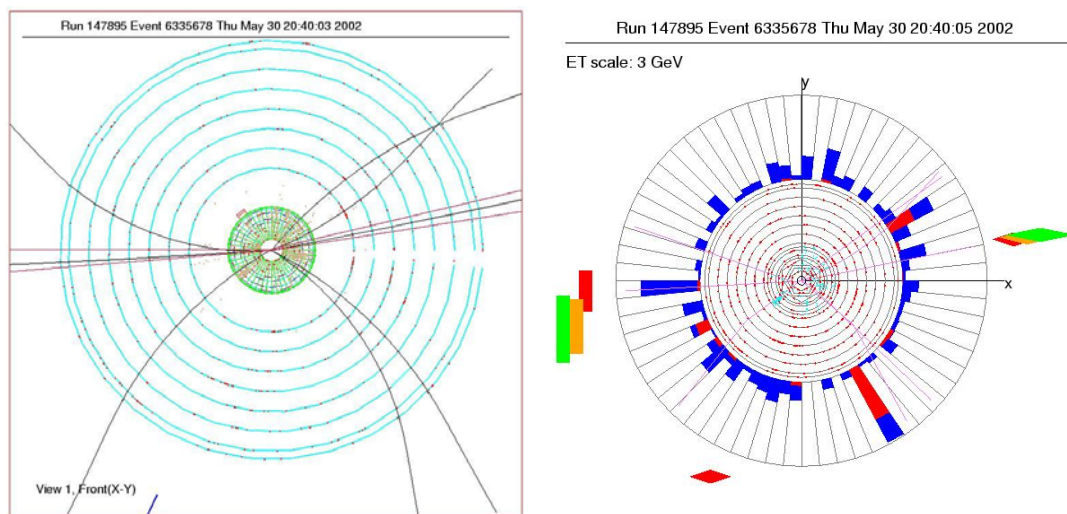 Run 147895 Event 6335678 Thu May 30 20:40:03 2002
View 1, Front(X-Y)
Run 147895 Event 6335678 Thu May 30 20:40:05 2002
ET scale: 3 GeV
y
x